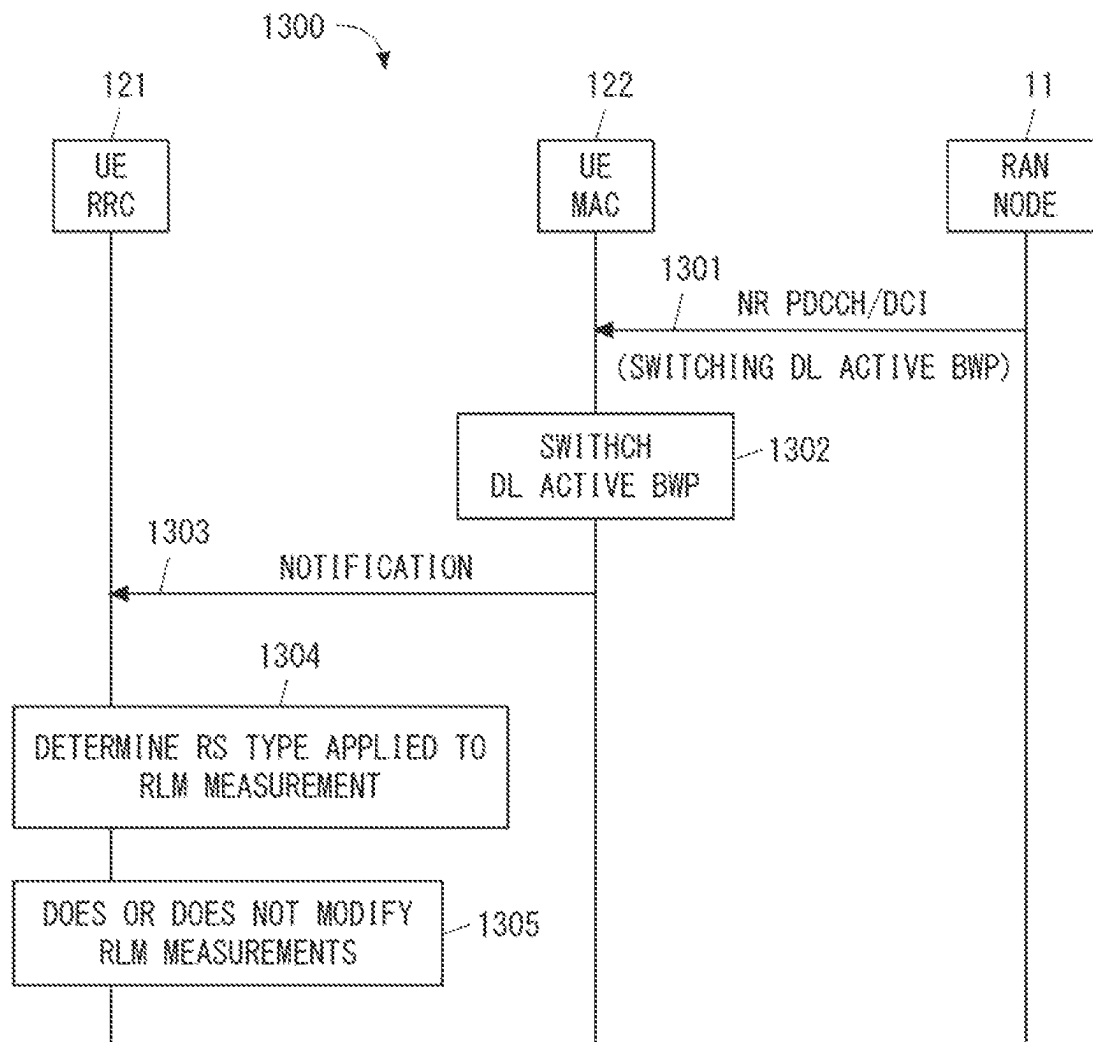 1300
121
122
11
UE
RRC
UE
MAC
RAN
NODE
1301
NR PDCCH/DCI
(SWITCHING DL ACTIVE BWP)
SWITHCH
DL ACTIVE BWP
1302
1303
NOTIFICATION
1304
DETERMINE RS TYPE APPLIED TO
RLM MEASUREMENT
DOES OR DOES NOT MODIFY
RLM MEASUREMENTS
1305